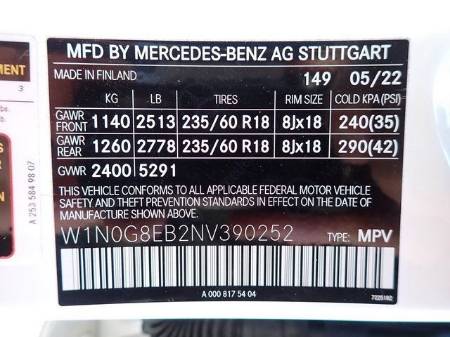 MFD BY MERCEDES-BENZ AG STUTTGART
MADE IN FINLAND 149 05/22
KG LB TIRES RIM SIZE COLD KPA(PSI)
GAWR FRONT 1140 2513 235/60 R18 8Jx18 240(35)
GAWR REAR 1260 2778 235/60 R18 8Jx18 290(42)
GVWR 2400 5291
THIS VEHICLE CONFORMS TO ALL APPLICABLE FEDERAL MOTOR VEHICLE
SAFETY AND THEFT PREVENTION STANDARDS IN EFFECT ON THE DATE OF
MANUFACTURE SHOWN ABOVE.
W1N0G8EB2NV390252 TYPE: MPV
A 000 817 54 04
MENT
3
A 253 584 98 07